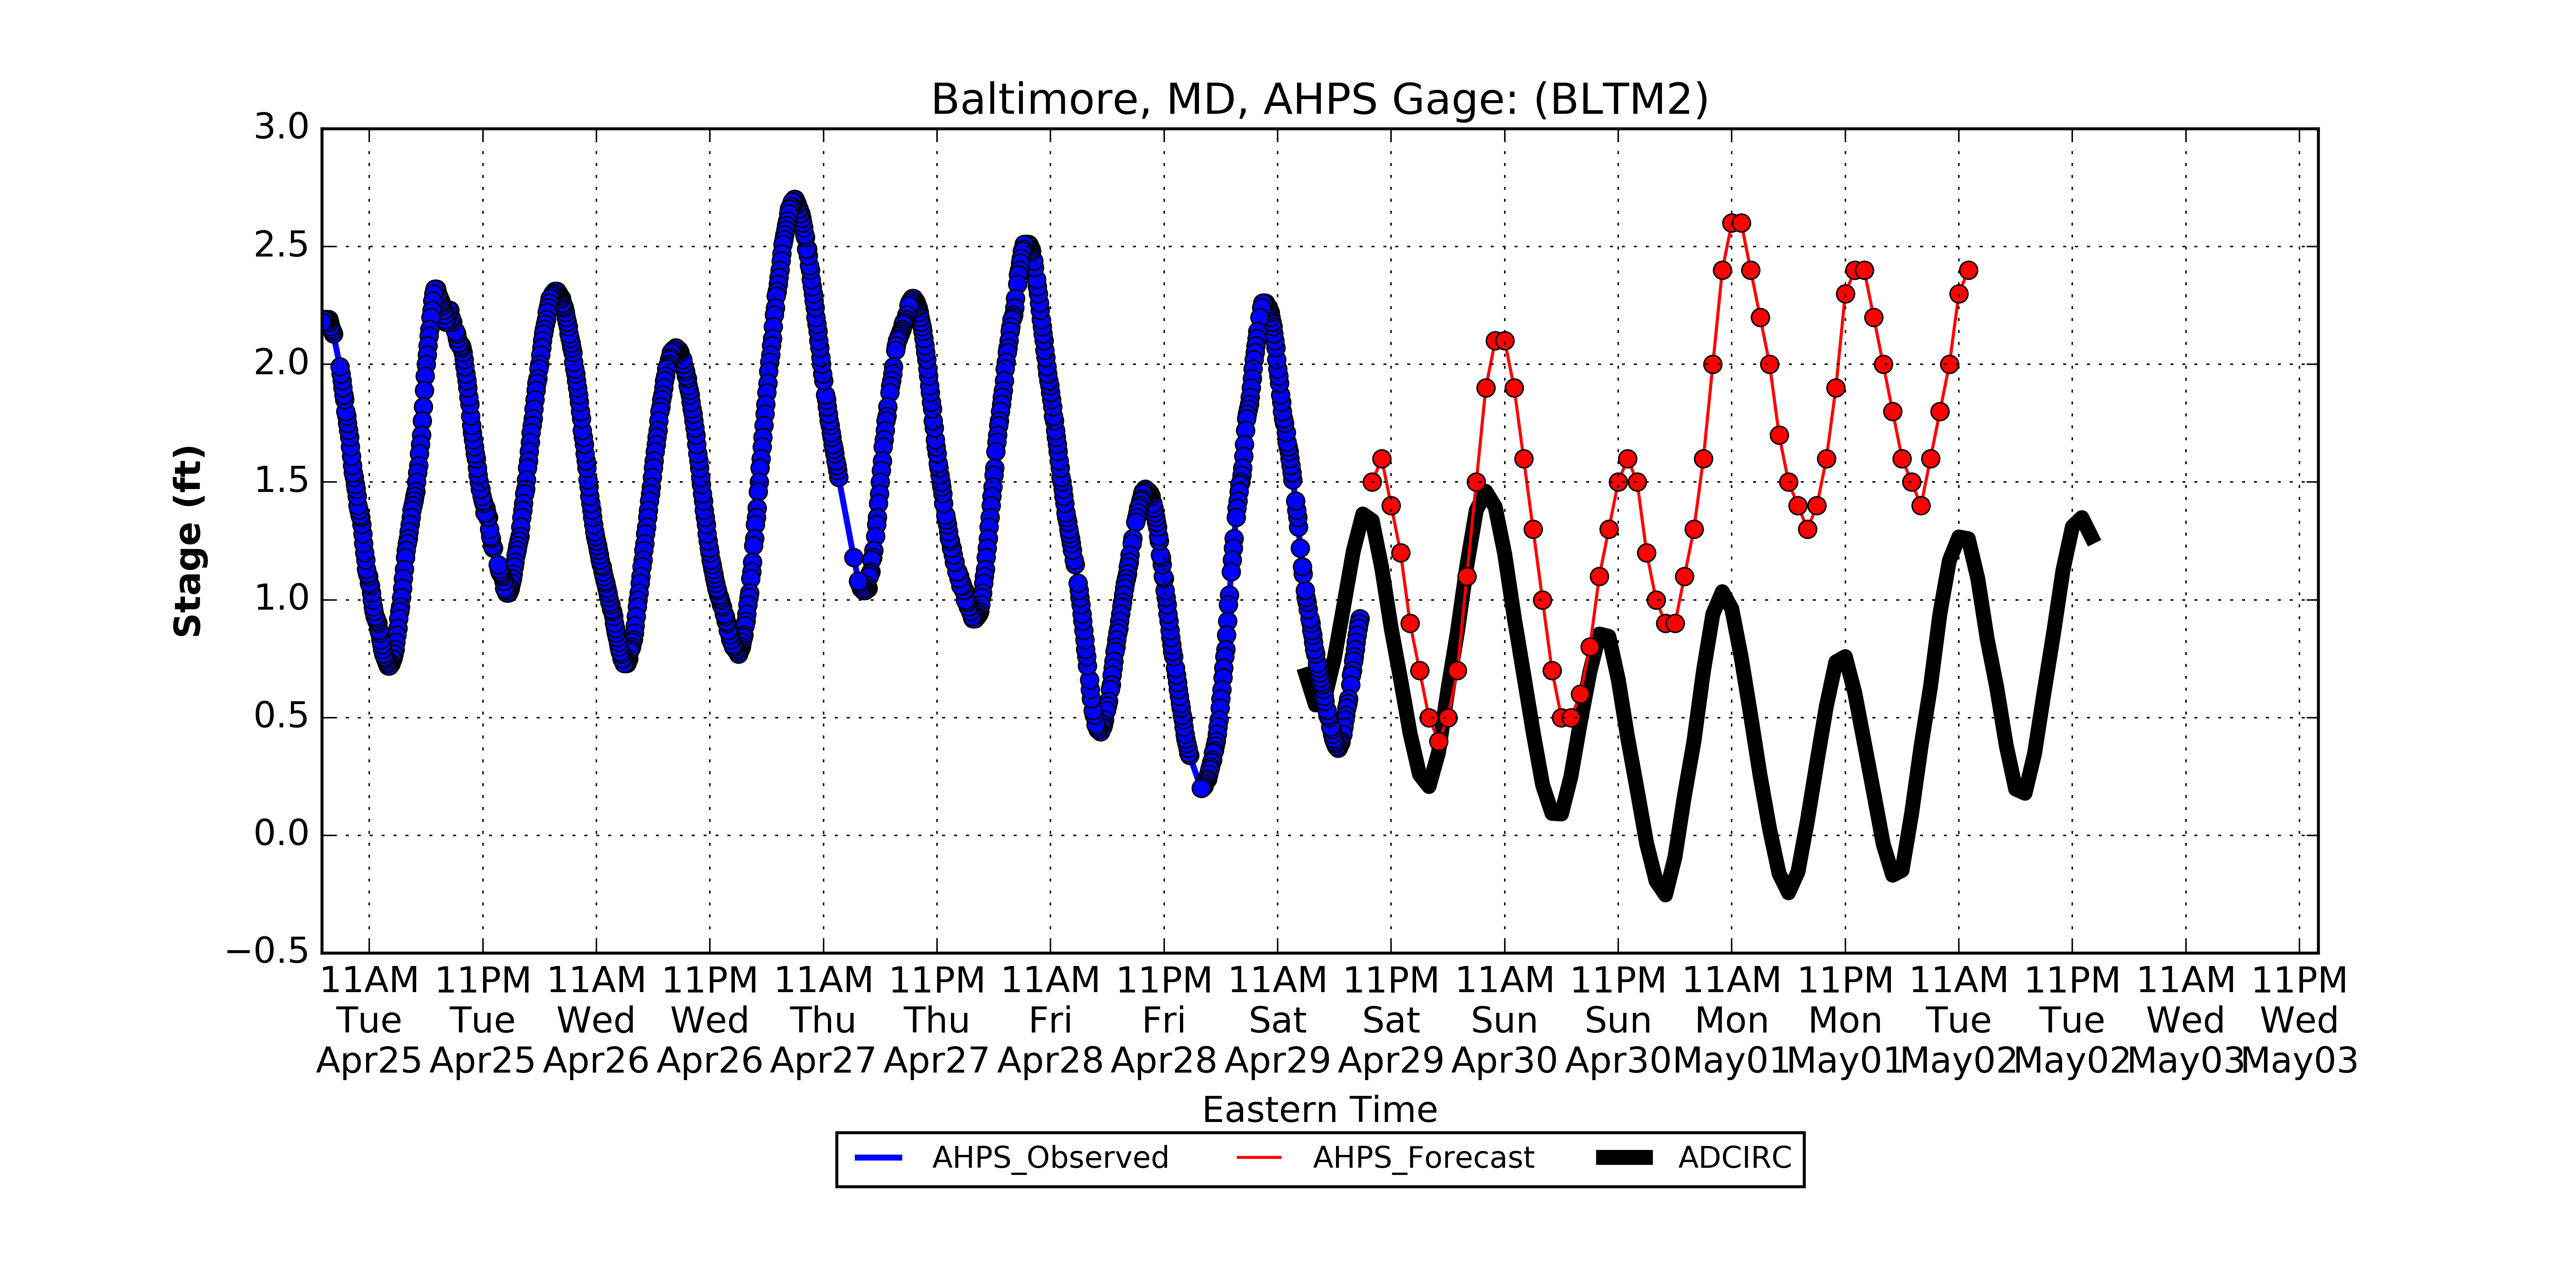 Baltimore, MD, AHPS Gage: (BLTM2)
3.0
2.5
2.0
1.5
1.0
0.5
0.0
−0.5
Stage (ft)
11AM 11PM 11AM 11PM 11AM 11PM 11AM 11PM 11AM 11PM 11AM 11PM 11AM 11PM 11AM 11PM 11AM 11PM
Tue Tue Wed Wed Thu Thu Fri Fri Sat Sat Sun Sun Mon Mon Tue Tue Wed Wed
Apr25 Apr25 Apr26 Apr26 Apr27 Apr27 Apr28 Apr28 Apr29 Apr29 Apr30 Apr30 May01 May01 May02 May02 May03 May03
Eastern Time
AHPS_Observed AHPS_Forecast ADCIRC